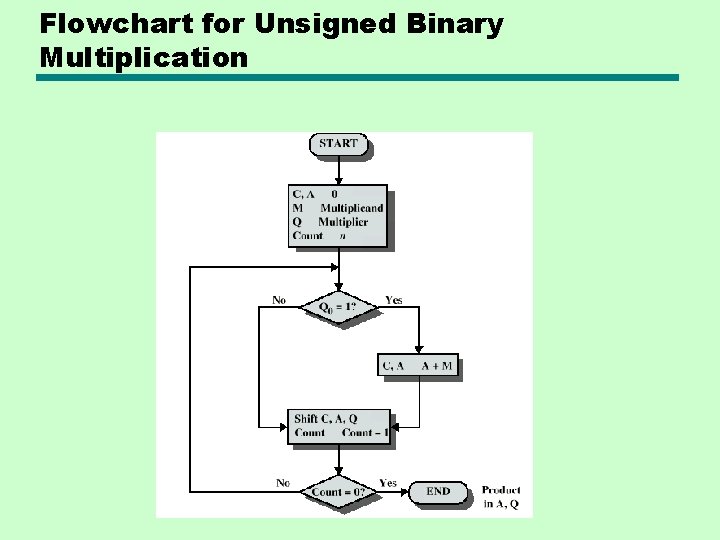 Flowchart for Unsigned Binary
Multiplication
START
C, A 0
M Multiplicand
Q Multiplier
Count n
No
Q0 = 1?
Yes
C, A A + M
Shift C, A, Q
Count Count – 1
No
Count = 0?
Yes
END
Product
in A, Q